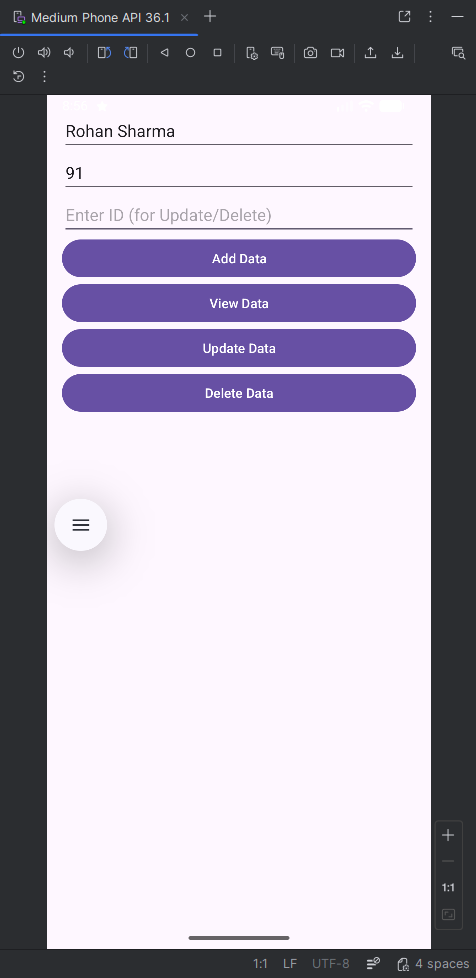 Medium Phone API 36.1
Rohan Sharma
91
Enter ID (for Update/Delete)
Add Data
View Data
Update Data
Delete Data
1:1
1:1 LF UTF-8 4 spaces